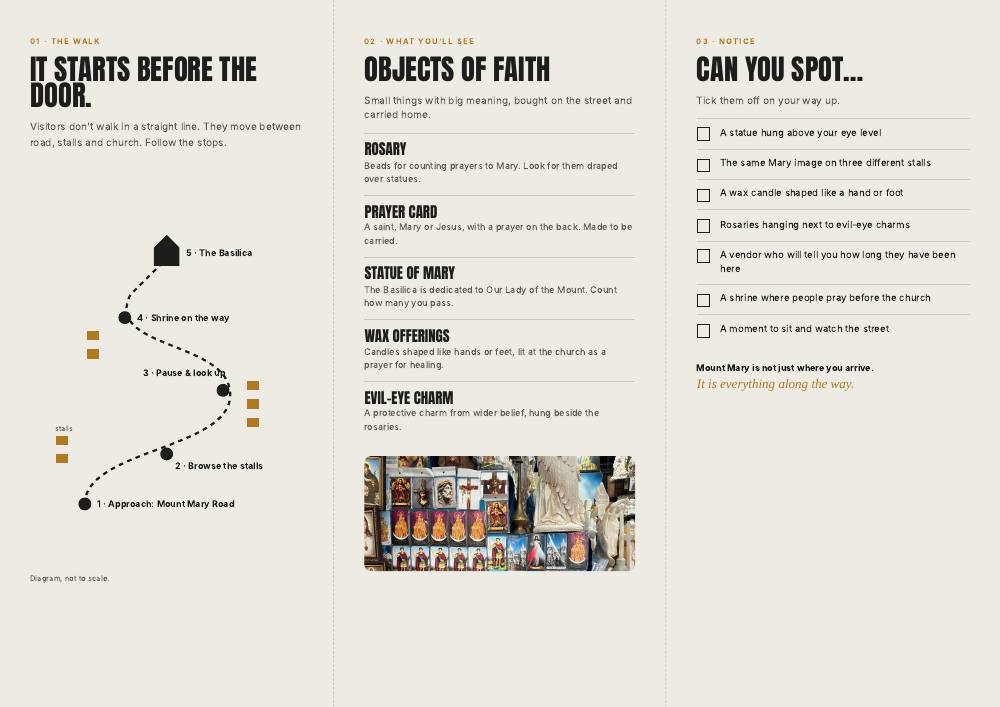 01 · THE WALK
IT STARTS BEFORE THE
DOOR.
Visitors don't walk in a straight line. They move between
road, stalls and church. Follow the stops.
5 · The Basilica
4 · Shrine on the way
3 · Pause & look up
stalls
2 · Browse the stalls
1 · Approach: Mount Mary Road
Diagram, not to scale.
02 · WHAT YOU'LL SEE
OBJECTS OF FAITH
Small things with big meaning, bought on the street and
carried home.
ROSARY
Beads for counting prayers to Mary. Look for them draped
over statues.
PRAYER CARD
A saint, Mary or Jesus, with a prayer on the back. Made to be
carried.
STATUE OF MARY
The Basilica is dedicated to Our Lady of the Mount. Count
how many you pass.
WAX OFFERINGS
Candles shaped like hands or feet, lit at the church as a
prayer for healing.
EVIL-EYE CHARM
A protective charm from wider belief, hung beside the
rosaries.
03 · NOTICE
CAN YOU SPOT...
Tick them off on your way up.
A statue hung above your eye level
The same Mary image on three different stalls
A wax candle shaped like a hand or foot
Rosaries hanging next to evil-eye charms
A vendor who will tell you how long they have been
here
A shrine where people pray before the church
A moment to sit and watch the street
Mount Mary is not just where you arrive.
It is everything along the way.